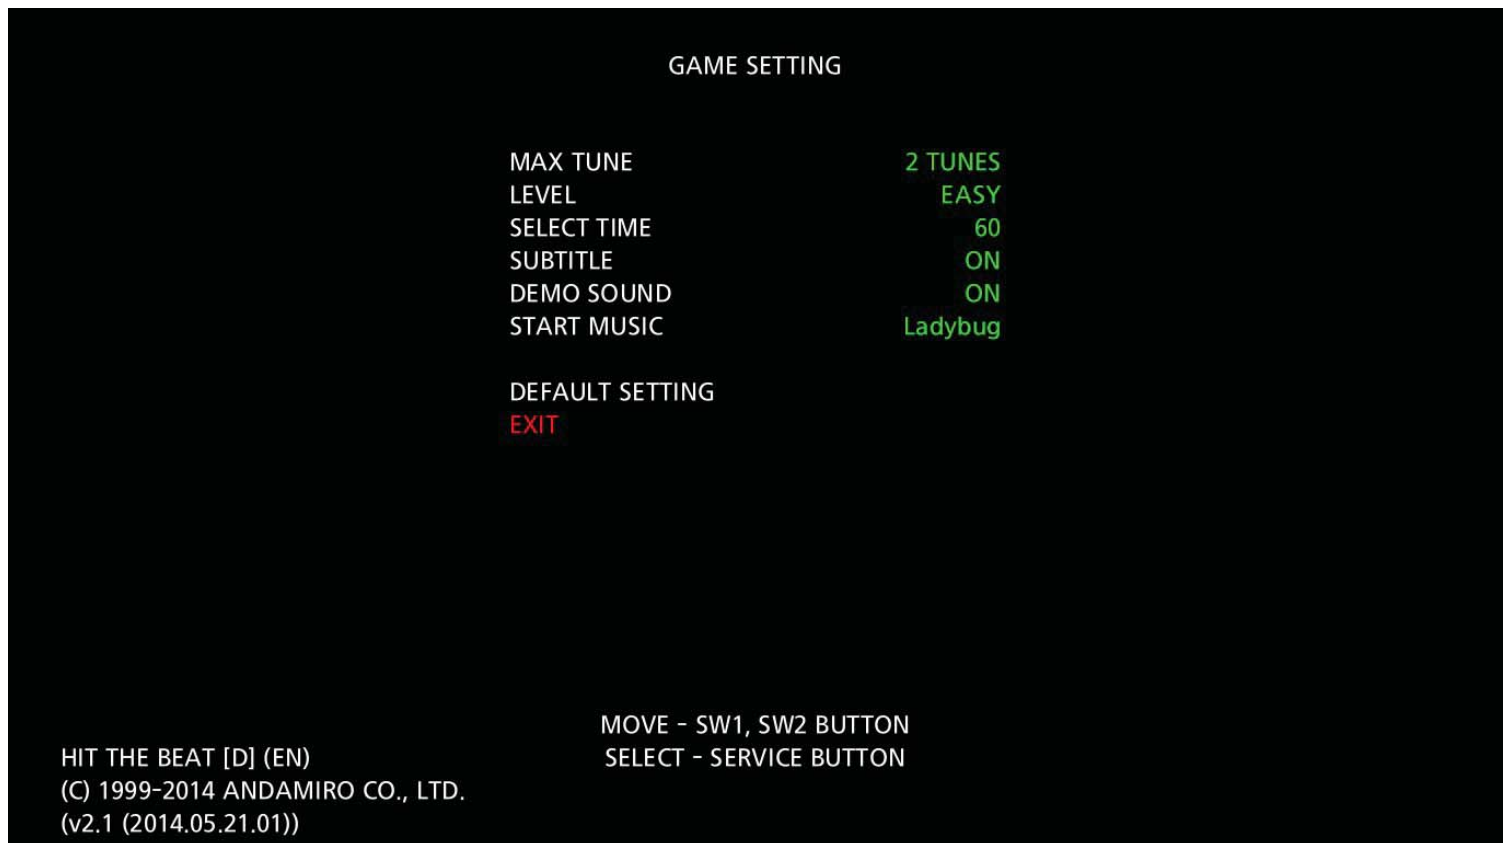 GAME SETTING
MAX TUNE 2 TUNES
LEVEL EASY
SELECT TIME 60
SUBTITLE ON
DEMO SOUND ON
START MUSIC Ladybug
DEFAULT SETTING
EXIT
MOVE - SW1, SW2 BUTTON
SELECT - SERVICE BUTTON
HIT THE BEAT [D] (EN)
(C) 1999-2014 ANDAMIRO CO., LTD.
(v2.1 (2014.05.21.01))